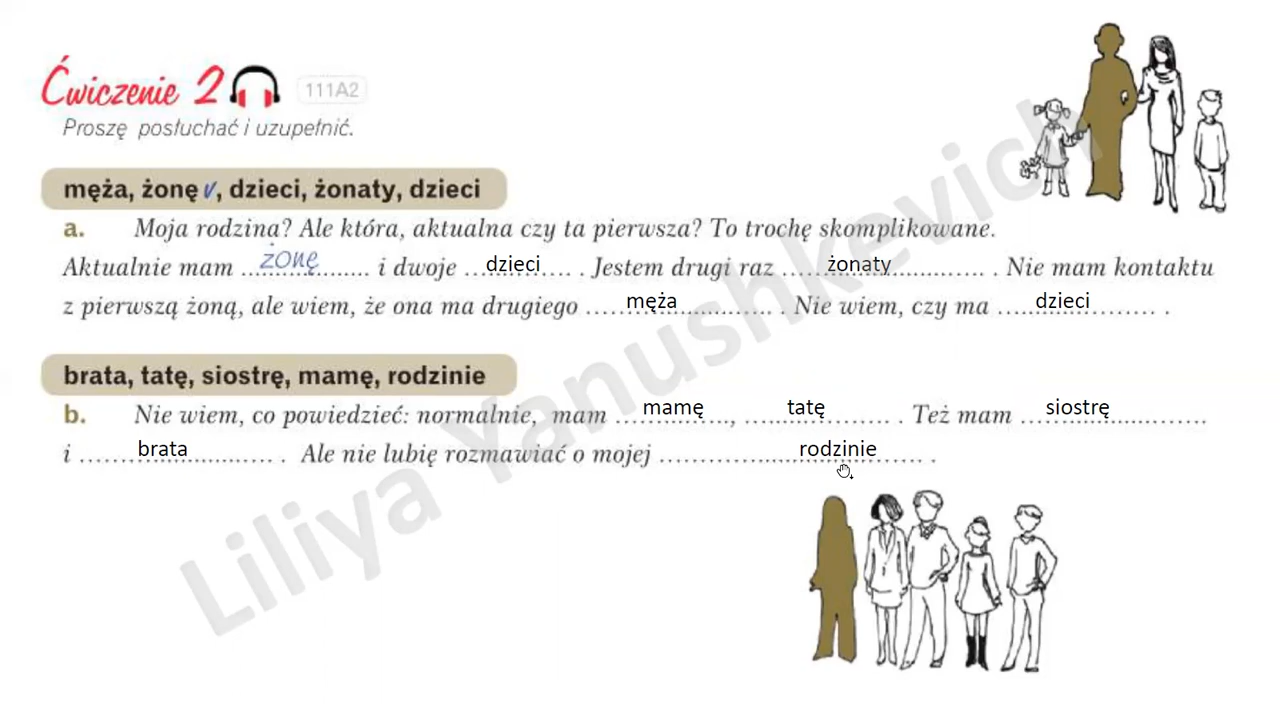 Ćwiczenie 2 111A2
Proszę posłuchać i uzupełnić.
męża, żonę, dzieci, żonaty, dzieci
a. Moja rodzina? Ale która, aktualna czy ta pierwsza? To trochę skomplikowane.
Aktualnie mam żonę i dwoje dzieci. Jestem drugi raz żonaty. Nie mam kontaktu
z pierwszą żoną, ale wiem, że ona ma drugiego męża. Nie wiem, czy ma dzieci.
brata, tatę, siostrę, mamę, rodzinie
b. Nie wiem, co powiedzieć: normalnie, mam mamę, tatę. Też mam siostrę
i brata. Ale nie lubię rozmawiać o mojej rodzinie.
Liliya Yanushkevich